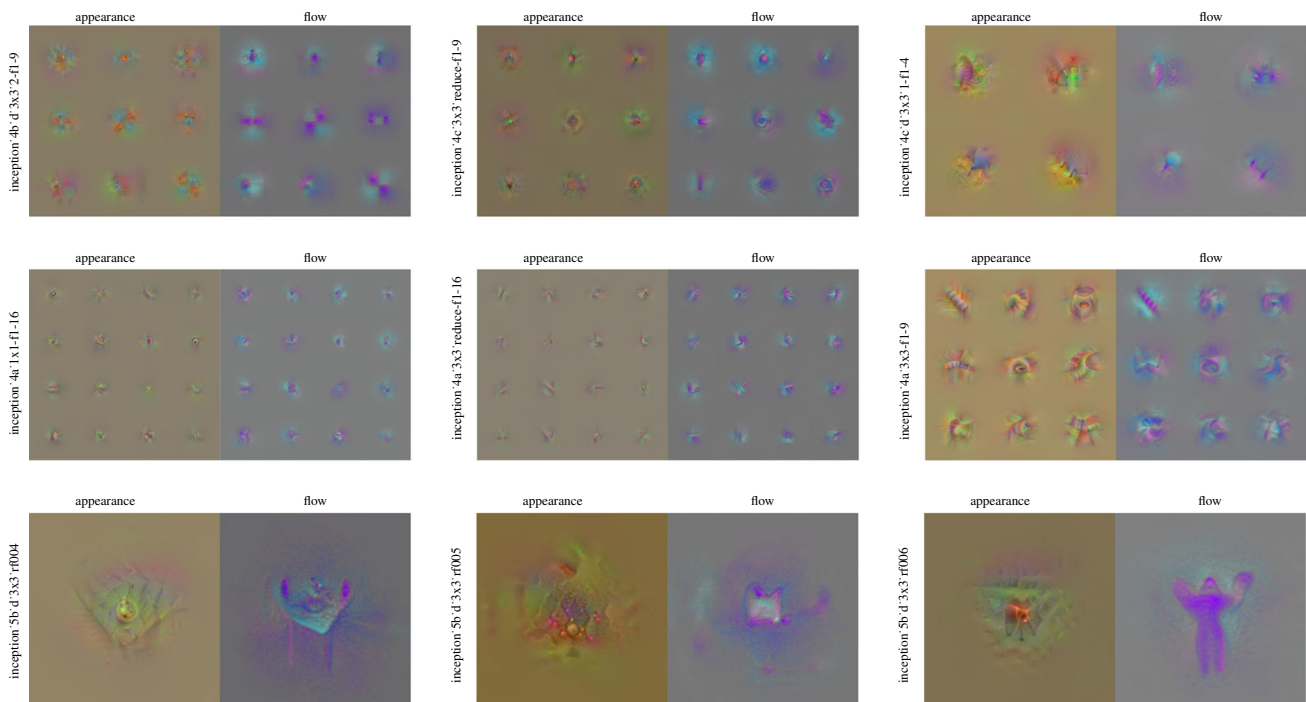 appearance flow appearance flow appearance flow
inception˙4b˙d˙3x3˙2-f1-9
inception˙4c˙3x3˙reduce-f1-9
inception˙4c˙d˙3x3˙1-f1-4
appearance flow appearance flow appearance flow
inception˙4a˙1x1-f1-16
inception˙4a˙3x3˙reduce-f1-16
inception˙4a˙3x3-f1-9
appearance flow appearance flow appearance flow
inception˙5b˙d˙3x3˙rf004
inception˙5b˙d˙3x3˙rf005
inception˙5b˙d˙3x3˙rf006